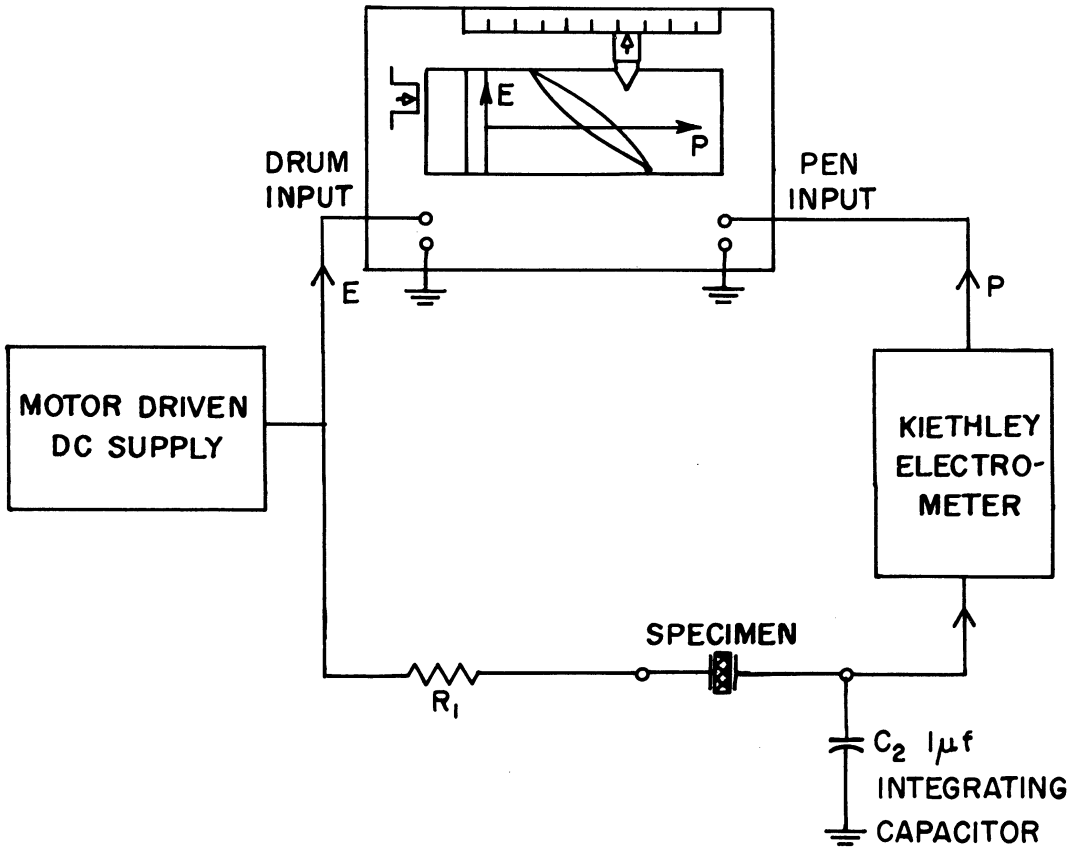 E
P
DRUM
INPUT
PEN
INPUT
E
P
MOTOR DRIVEN
DC SUPPLY
KIETHLEY
ELECTRO-
METER
SPECIMEN
R₁
C₂ 1μf
INTEGRATING
CAPACITOR